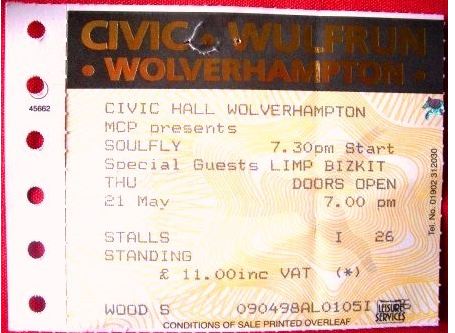 CIVIC • WULFRUN
• WOLVERHAMPTON •
45662
CIVIC HALL WOLVERHAMPTON
MCP presents
SOULFLY 7.30pm Start
Special Guests LIMP BIZKIT
THU DOORS OPEN
21 May 7.00 pm
STALLS I 26
STANDING
£ 11.00inc VAT (*)
WOOD S 090498AL0105I
LEISURE SERVICES
CONDITIONS OF SALE PRINTED OVERLEAF
Tel. No. 01902 312030